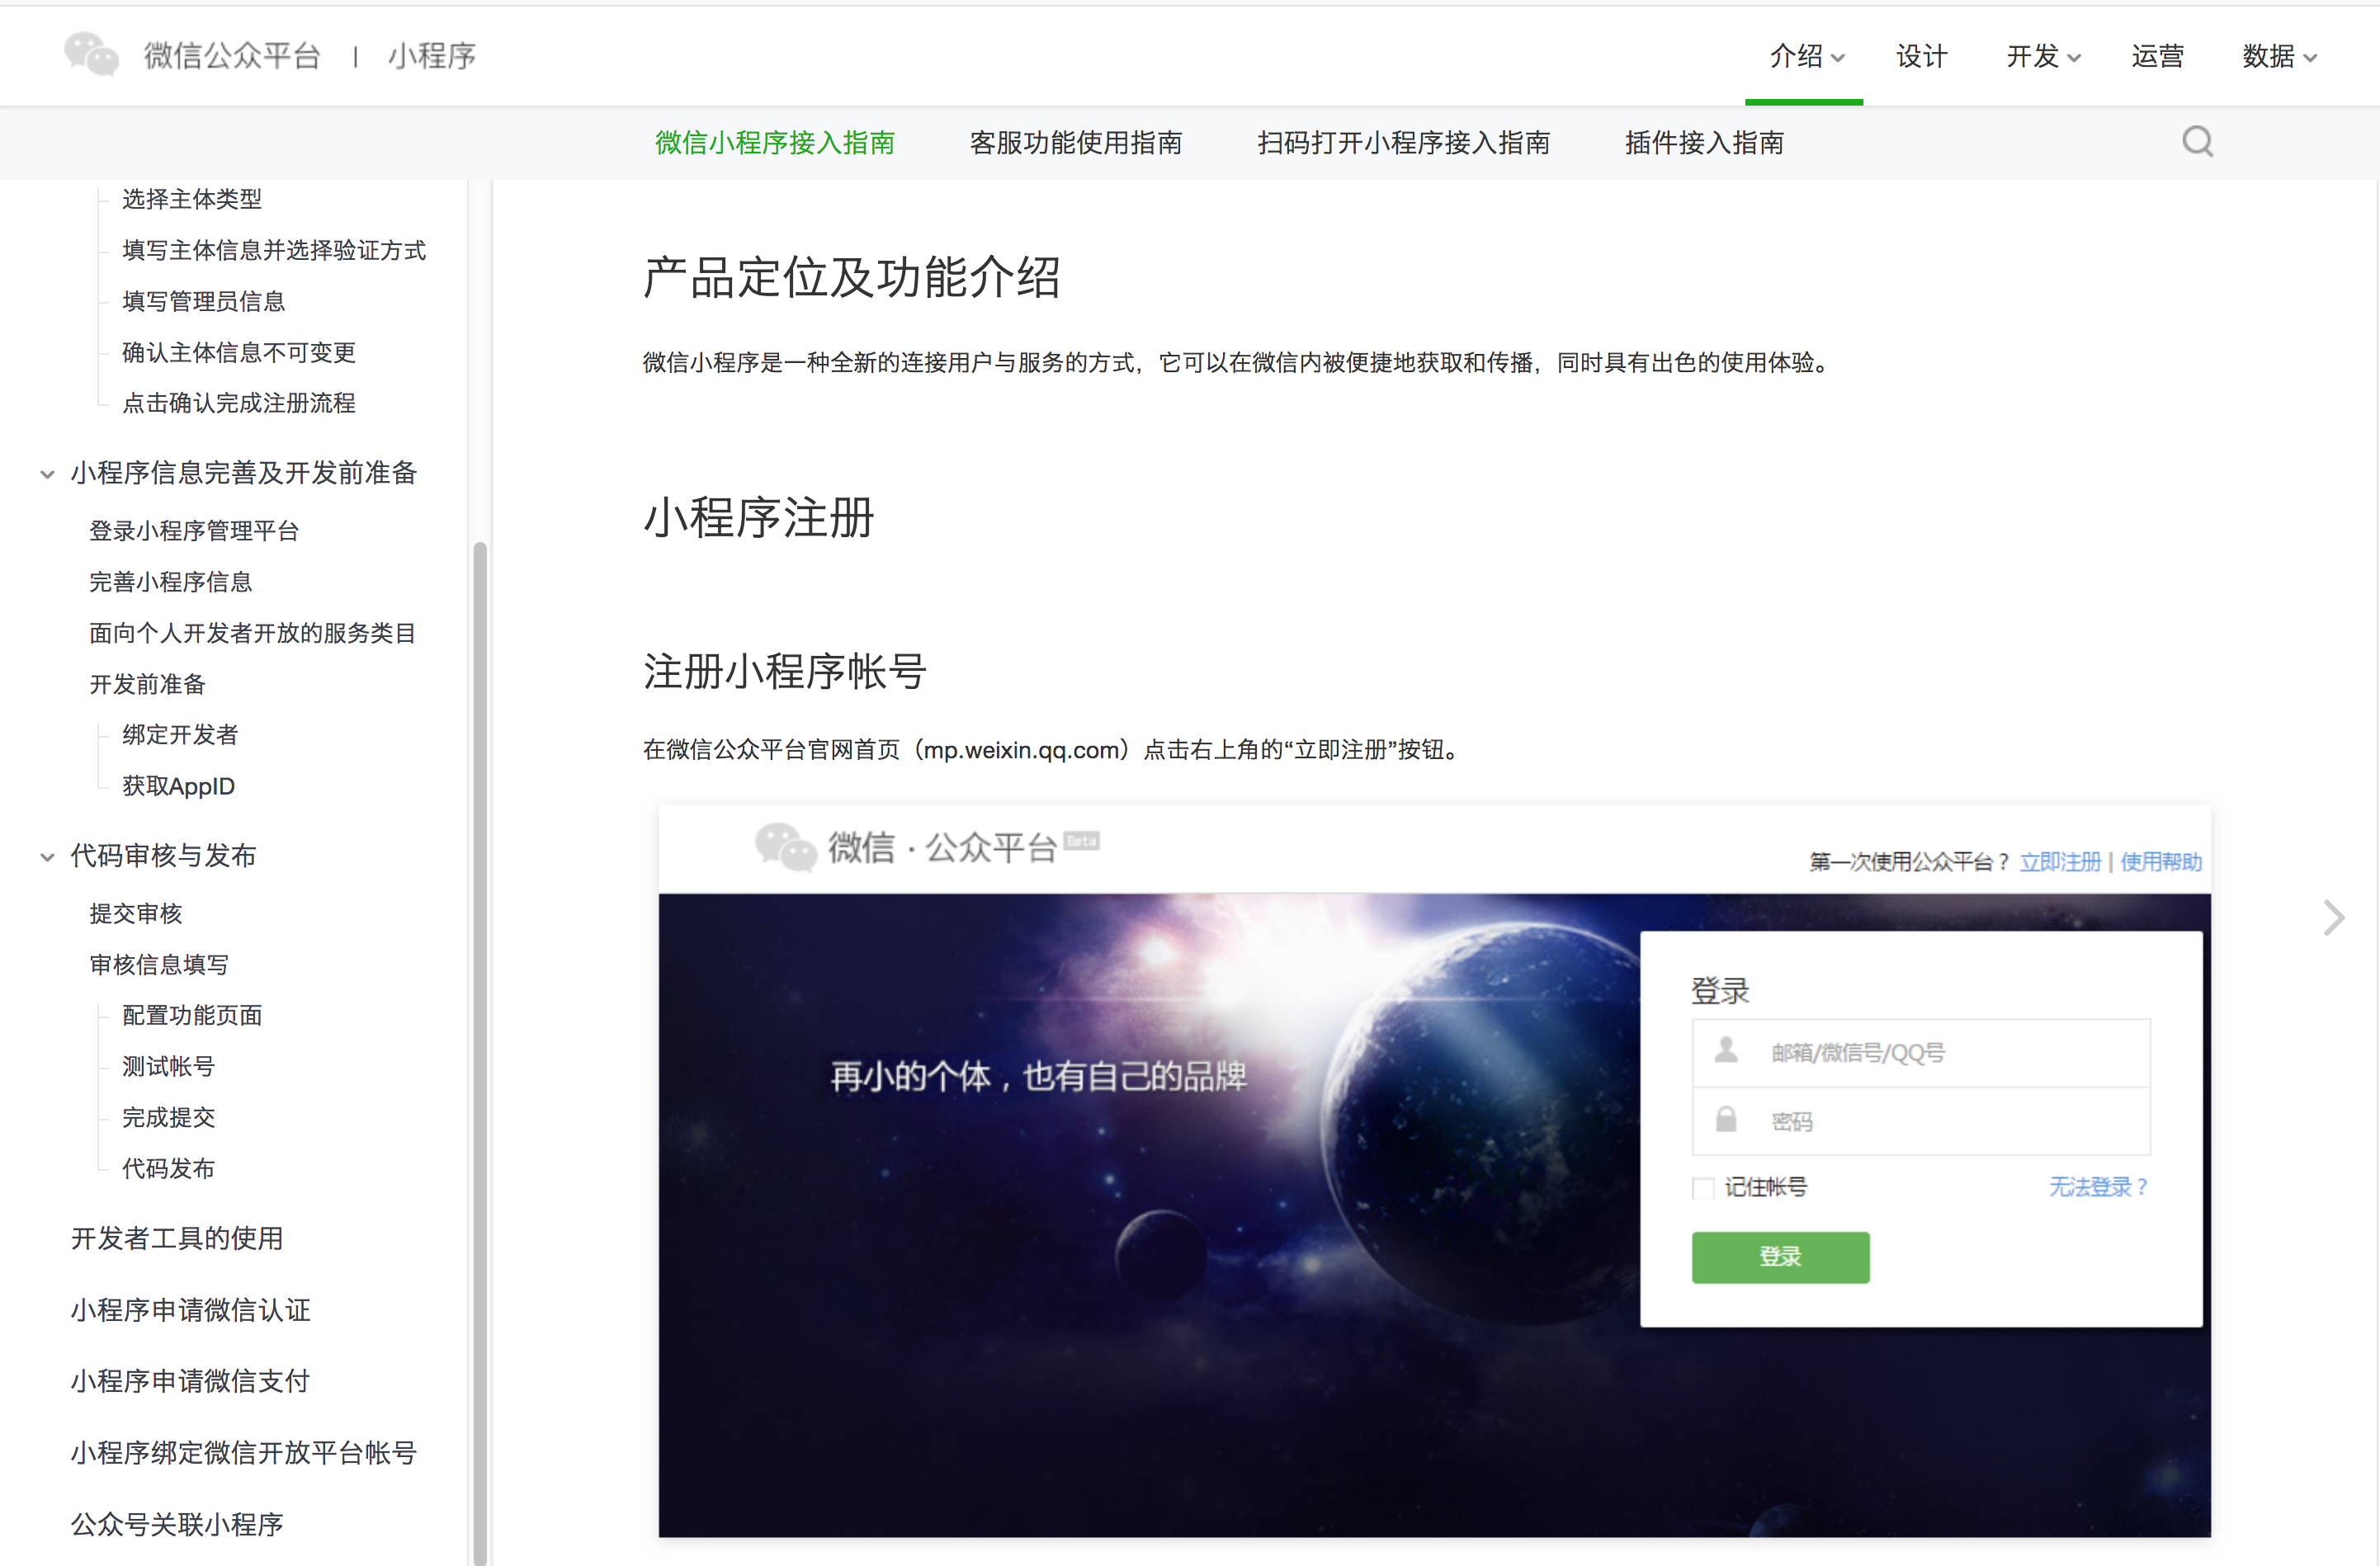 微信公众平台 | 小程序
介绍 设计 开发 运营 数据
微信小程序接入指南 客服功能使用指南 扫码打开小程序接入指南 插件接入指南
选择主体类型
填写主体信息并选择验证方式
填写管理员信息
确认主体信息不可变更
点击确认完成注册流程
小程序信息完善及开发前准备
登录小程序管理平台
完善小程序信息
面向个人开发者开放的服务类目
开发前准备
绑定开发者
获取AppID
代码审核与发布
提交审核
审核信息填写
配置功能页面
测试帐号
完成提交
代码发布
开发者工具的使用
小程序申请微信认证
小程序申请微信支付
小程序绑定微信开放平台帐号
公众号关联小程序
产品定位及功能介绍
微信小程序是一种全新的连接用户与服务的方式，它可以在微信内被便捷地获取和传播，同时具有出色的使用体验。
小程序注册
注册小程序帐号
在微信公众平台官网首页（mp.weixin.qq.com）点击右上角的“立即注册”按钮。
微信·公众平台 Beta
第一次使用公众平台？立即注册 | 使用帮助
再小的个体，也有自己的品牌
登录
邮箱/微信号/QQ号
密码
记住帐号 无法登录？
登录